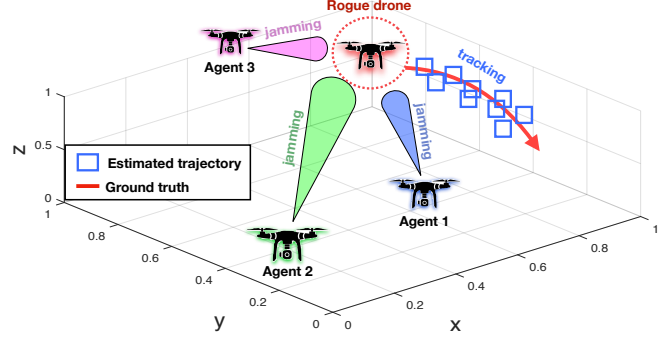 Rogue drone
jamming
Agent 3
tracking
jamming
jamming
Agent 1
Agent 2
Estimated trajectory
Ground truth
z
1
0.5
0
1
0.8
0.6
0.4
0.2
0
y
0
0.2
0.4
0.6
0.8
1
x